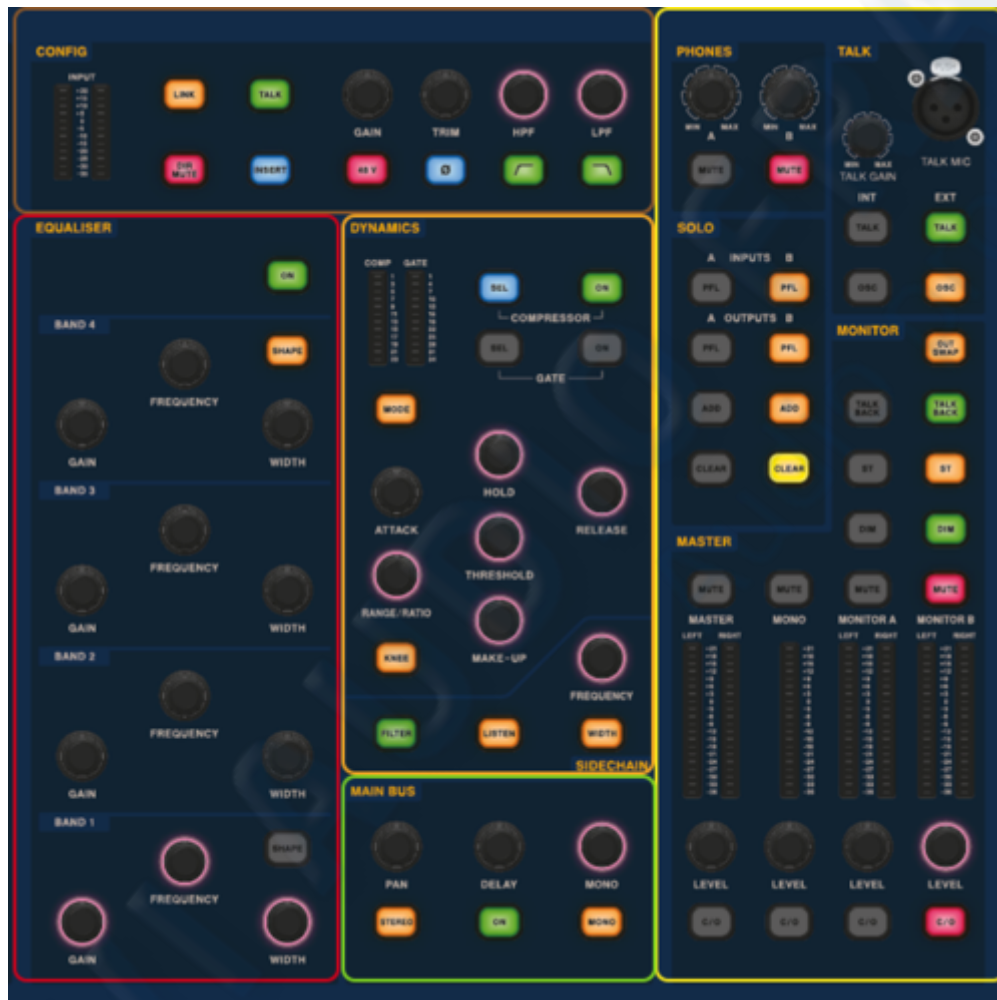 CONFIG
INPUT
LINK
TALK
GAIN
TRIM
HPF
LPF
DIR
MUTE
INSERT
48 V
Ø
EQUALISER
ON
BAND 4
SHAPE
FREQUENCY
GAIN
WIDTH
BAND 3
FREQUENCY
GAIN
WIDTH
BAND 2
FREQUENCY
GAIN
WIDTH
BAND 1
SHAPE
FREQUENCY
GAIN
WIDTH
DYNAMICS
COMP GATE
SEL
ON
COMPRESSOR
SEL
ON
GATE
MODE
HOLD
ATTACK
RELEASE
THRESHOLD
RANGE/RATIO
MAKE-UP
KNEE
FREQUENCY
FILTER
LISTEN
WIDTH
SIDECHAIN
MAIN BUS
PAN
DELAY
MONO
STEREO
ON
MONO
PHONES
MIN MAX
MIN MAX
A
B
MUTE
MUTE
TALK
MIN MAX
TALK GAIN
TALK MIC
INT
EXT
TALK
TALK
OSC
OSC
SOLO
A INPUTS B
PFL
PFL
A OUTPUTS B
PFL
PFL
ADD
ADD
CLEAR
CLEAR
MONITOR
OUT
SWAP
TALK
BACK
TALK
BACK
ST
ST
DIM
DIM
MASTER
MUTE
MUTE
MUTE
MUTE
MASTER
MONO
MONITOR A
MONITOR B
LEFT RIGHT
LEFT RIGHT
LEFT RIGHT
LEVEL
LEVEL
LEVEL
LEVEL
C/O
C/O
C/O
C/O